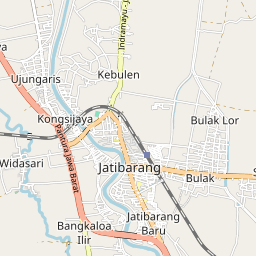 Indramayu-J
Ujungaris
Kebulen
Kongsijaya
Bulak Lor
Pantura Jawa Barat
Widasari
Jatibarang
Bulak
S
Jatibarang
Baru
Bangkaloa
Ilir